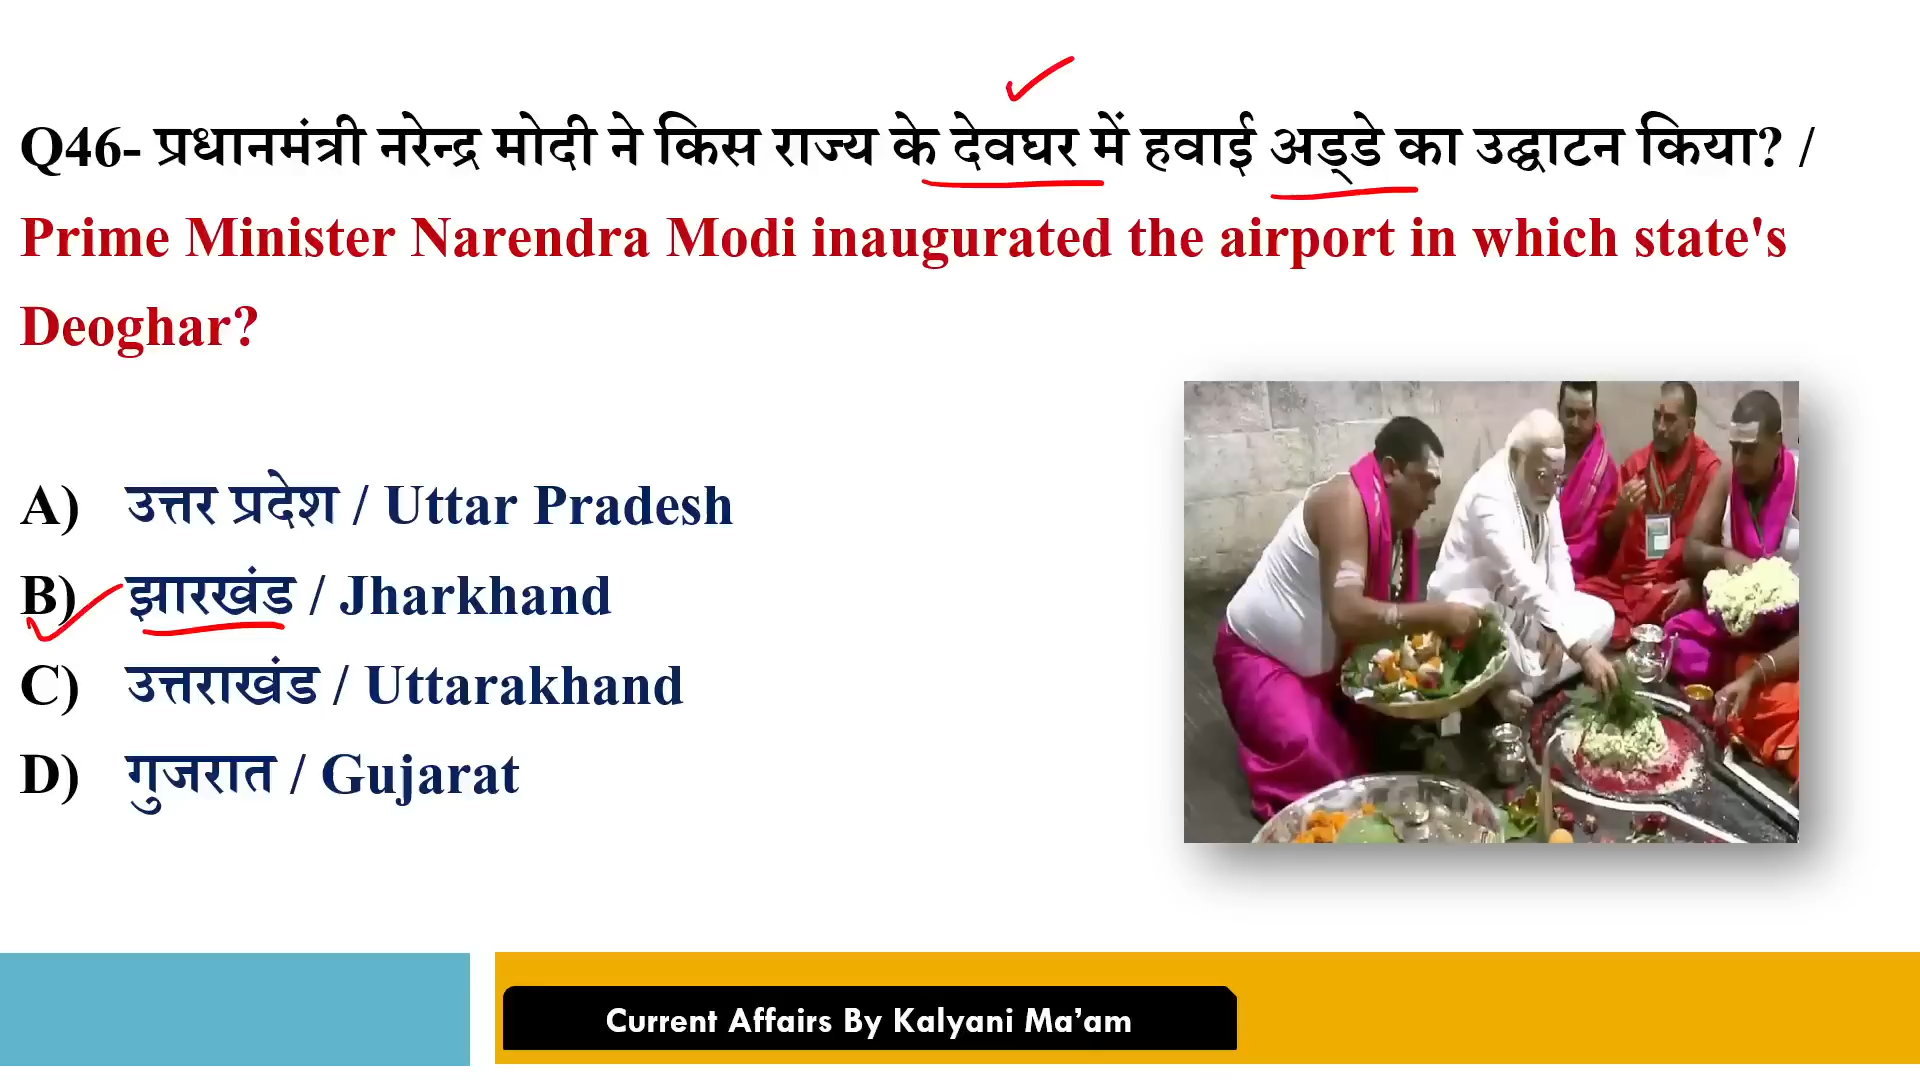 Q46- प्रधानमंत्री नरेन्द्र मोदी ने किस राज्य के देवघर में हवाई अड्डे का उद्घाटन किया? /
Prime Minister Narendra Modi inaugurated the airport in which state's
Deoghar?
A) उत्तर प्रदेश / Uttar Pradesh
B) झारखंड / Jharkhand
C) उत्तराखंड / Uttarakhand
D) गुजरात / Gujarat
Current Affairs By Kalyani Ma’am